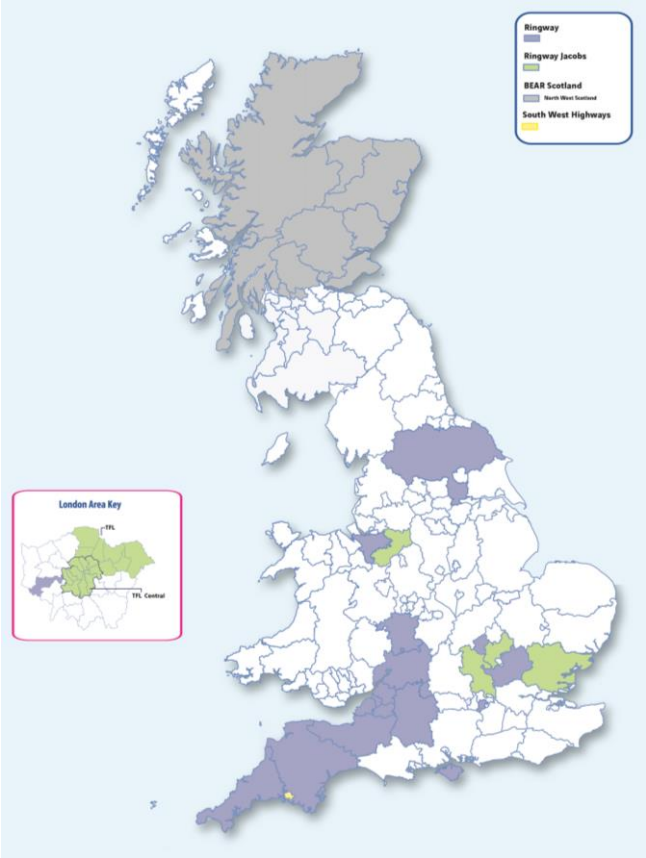 Ringway
Ringway Jacobs
BEAR Scotland
North West Scotland
South West Highways
London Area Key
TFL
TFL Central